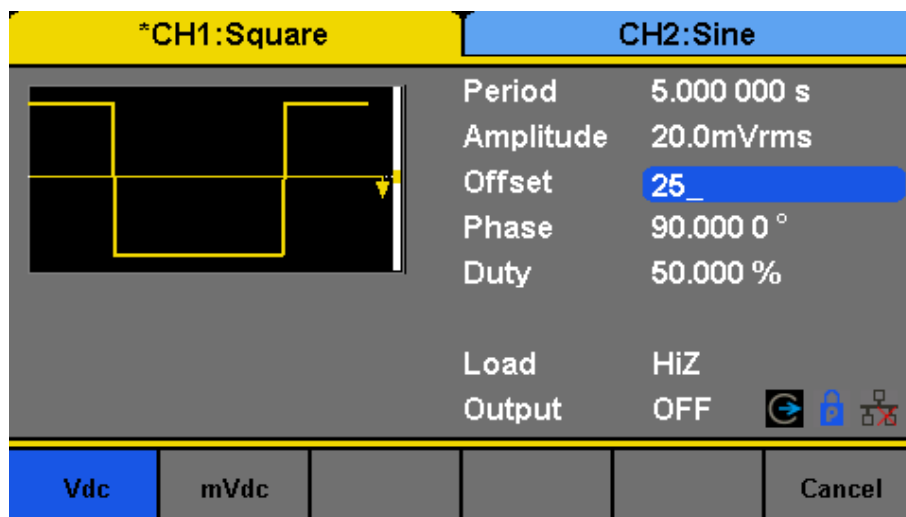 *CH1:Square CH2:Sine
Period 5.000 000 s
Amplitude 20.0mVrms
Offset 25_
Phase 90.000 0 °
Duty 50.000 %
Load HiZ
Output OFF P
Vdc mVdc Cancel